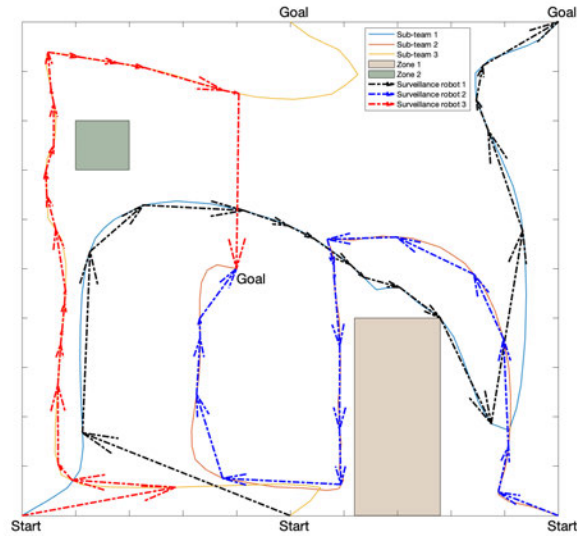 Goal
Goal
Sub-team 1
Sub-team 2
Sub-team 3
Zone 1
Zone 2
Surveillance robot 1
Surveillance robot 2
Surveillance robot 3
Goal
Start
Start
Start